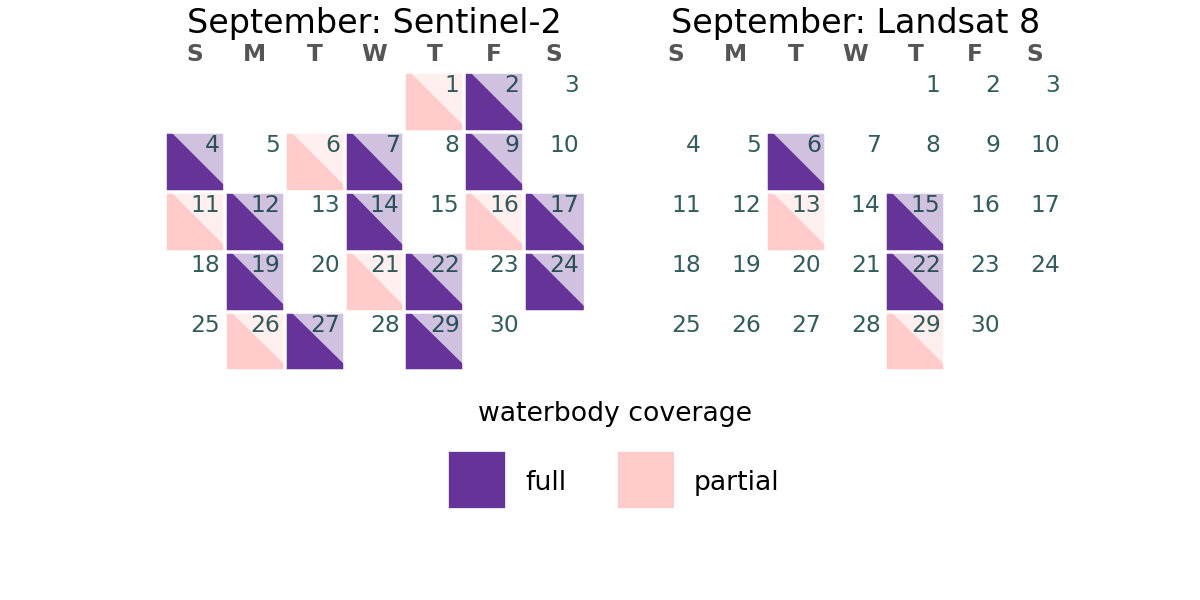 September: Sentinel-2
S M T W T F S
1 2 3
4 5 6 7 8 9 10
11 12 13 14 15 16 17
18 19 20 21 22 23 24
25 26 27 28 29 30
September: Landsat 8
S M T W T F S
1 2 3
4 5 6 7 8 9 10
11 12 13 14 15 16 17
18 19 20 21 22 23 24
25 26 27 28 29 30
waterbody coverage
full
partial